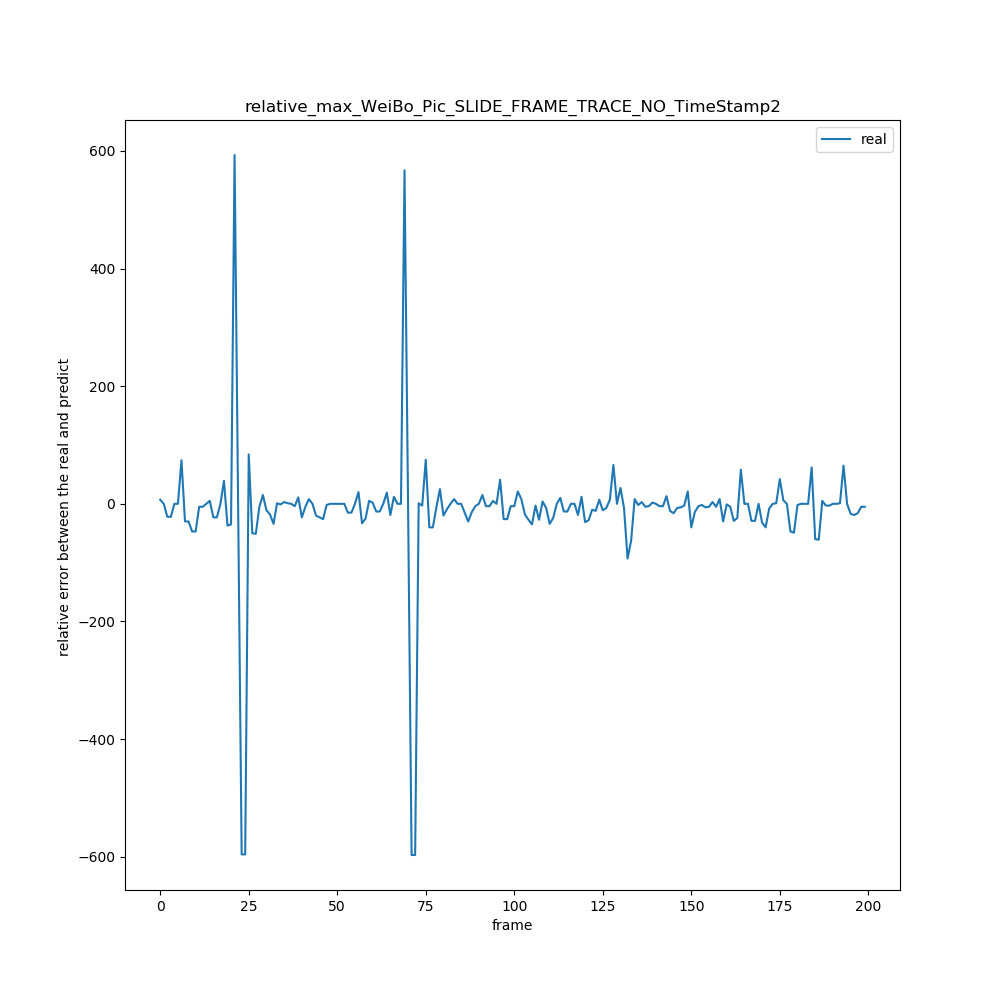 relative_max_WeiBo_Pic_SLIDE_FRAME_TRACE_NO_TimeStamp2
real
relative error between the real and predict
600
400
200
0
−200
−400
−600
0 25 50 75 100 125 150 175 200
frame